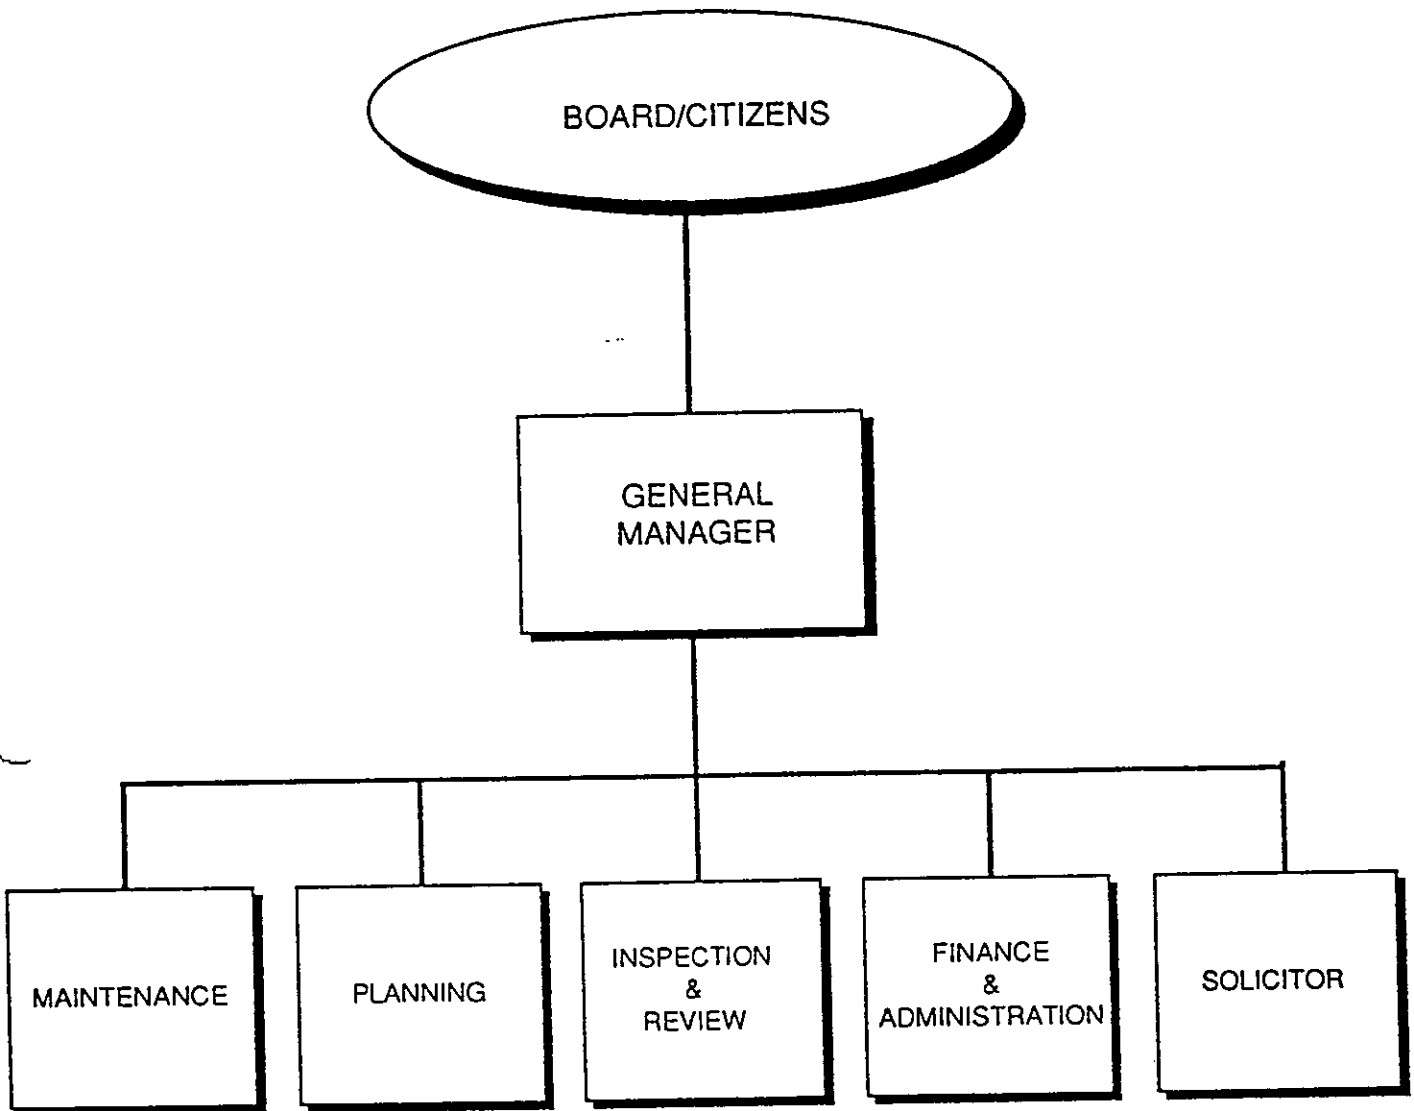 BOARD/CITIZENS
GENERAL
MANAGER
MAINTENANCE
PLANNING
INSPECTION
&
REVIEW
FINANCE
&
ADMINISTRATION
SOLICITOR